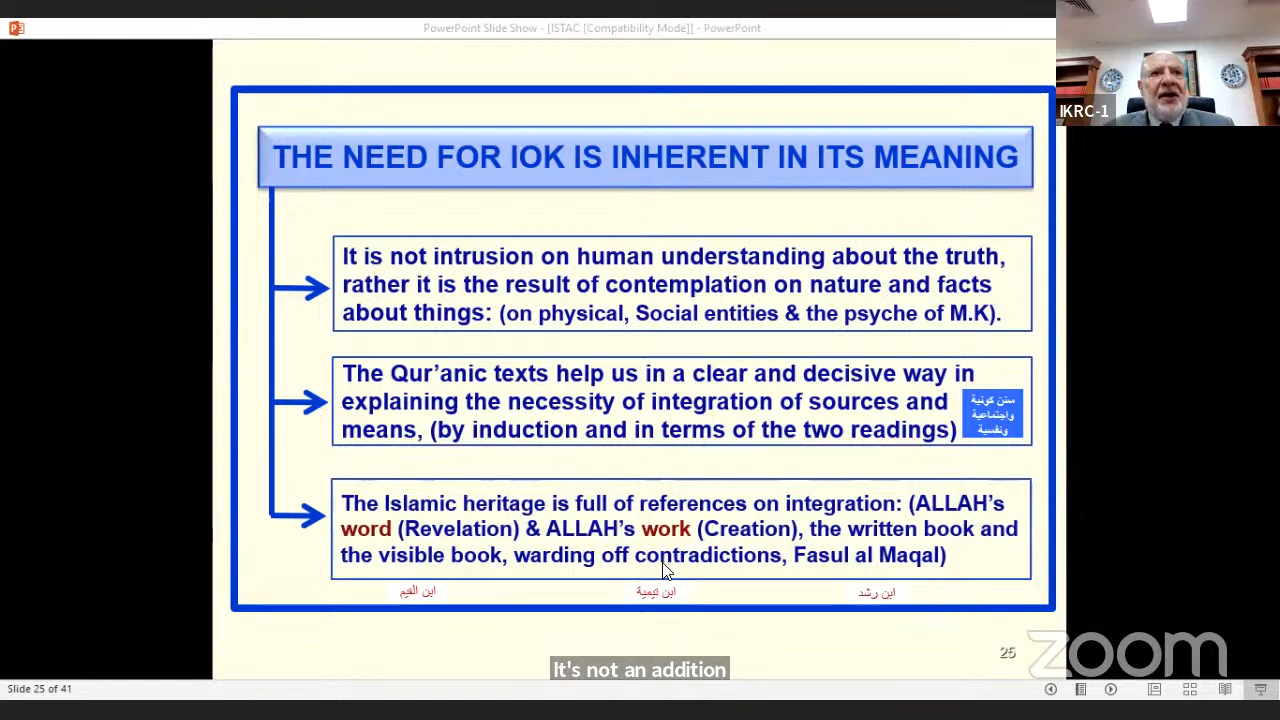 PowerPoint Slide Show - [ISTAC [Compatibility Mode]] - PowerPoint
IKRC-1
THE NEED FOR IOK IS INHERENT IN ITS MEANING
It is not intrusion on human understanding about the truth,
rather it is the result of contemplation on nature and facts
about things: (on physical, Social entities & the psyche of M.K).
The Qur’anic texts help us in a clear and decisive way in
explaining the necessity of integration of sources and
means, (by induction and in terms of the two readings)
سنن كونية
واجتماعية
ونفسية
The Islamic heritage is full of references on integration: (ALLAH’s
word (Revelation) & ALLAH’s work (Creation), the written book and
the visible book, warding off contradictions, Fasul al Maqal)
ابن القيم
ابن تيمية
ابن رشد
25
zoom
It's not an addition
Slide 25 of 41